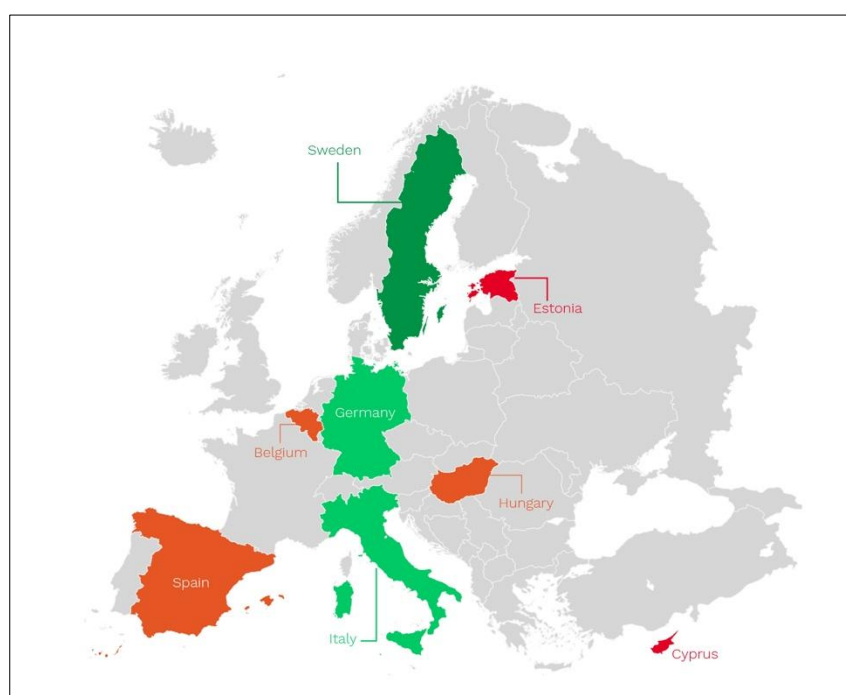 Sweden
Estonia
Germany
Belgium
Hungary
Spain
Italy
Cyprus